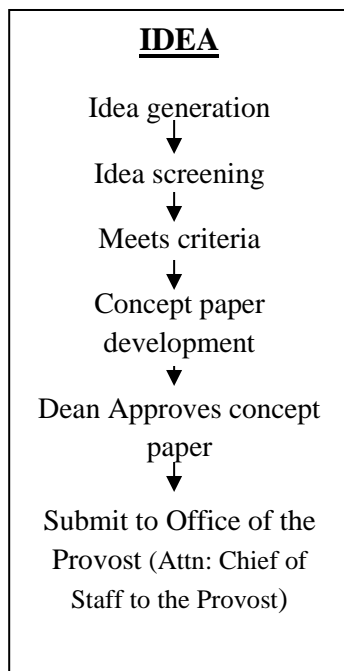 IDEA
Idea generation
Idea screening
Meets criteria
Concept paper
development
Dean Approves concept
paper
Submit to Office of the
Provost (Attn: Chief of
Staff to the Provost)